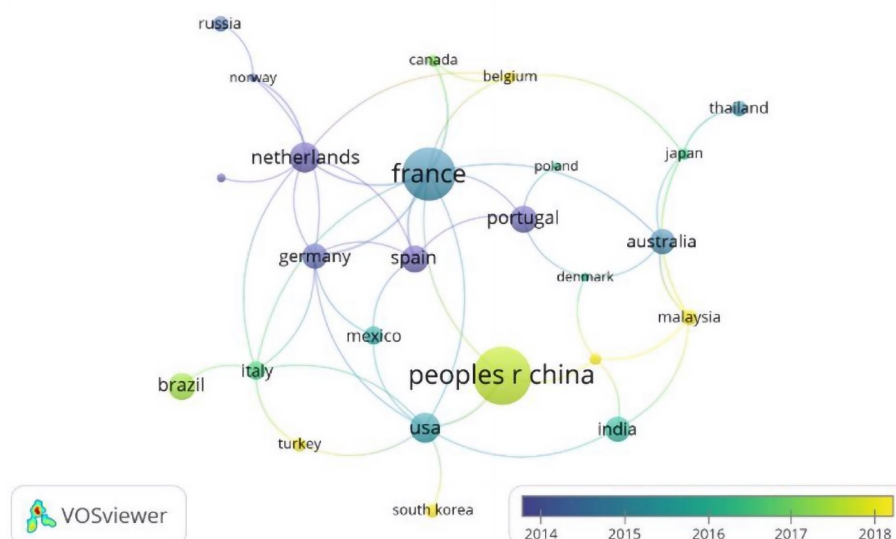 russia
canada
norway
belgium
thailand
netherlands
japan
france
poland
portugal
australia
germany
spain
denmark
malaysia
mexico
italy
peoples r china
brazil
usa
india
turkey
south korea
VOSviewer
2014 2015 2016 2017 2018